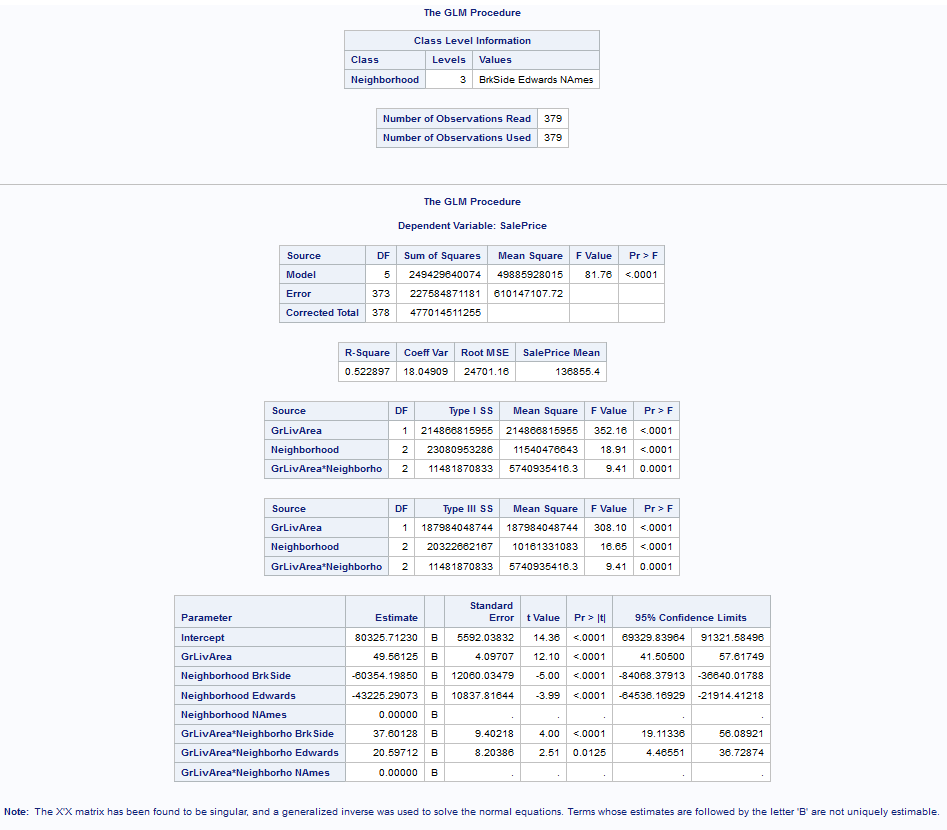 The GLM Procedure
Class Level Information
Class Levels Values
Neighborhood 3 BrkSide Edwards NAmes
Number of Observations Read 379
Number of Observations Used 379
The GLM Procedure
Dependent Variable: SalePrice
Source DF Sum of Squares Mean Square F Value Pr > F
Model 5 249429640074 49885928015 81.76 <.0001
Error 373 227584871181 610147107.72
Corrected Total 378 477014511255
R-Square Coeff Var Root MSE SalePrice Mean
0.522897 18.04909 24701.16 136855.4
Source DF Type I SS Mean Square F Value Pr > F
GrLivArea 1 214866815955 214866815955 352.16 <.0001
Neighborhood 2 23080953286 11540476643 18.91 <.0001
GrLivArea*Neighborho 2 11481870833 5740935416.3 9.41 0.0001
Source DF Type III SS Mean Square F Value Pr > F
GrLivArea 1 187984048744 187984048744 308.10 <.0001
Neighborhood 2 20322662167 10161331083 16.65 <.0001
GrLivArea*Neighborho 2 11481870833 5740935416.3 9.41 0.0001
Parameter Estimate Standard Error t Value Pr > |t| 95% Confidence Limits
Intercept 80325.71230 B 5592.03832 14.36 <.0001 69329.83964 91321.58496
GrLivArea 49.56125 B 4.09707 12.10 <.0001 41.50500 57.61749
Neighborhood BrkSide -60354.19850 B 12060.03479 -5.00 <.0001 -84068.37913 -36640.01788
Neighborhood Edwards -43225.29073 B 10837.81644 -3.99 <.0001 -64536.16929 -21914.41218
Neighborhood NAmes 0.00000 B . . . . .
GrLivArea*Neighborho BrkSide 37.60128 B 9.40218 4.00 <.0001 19.11336 56.08921
GrLivArea*Neighborho Edwards 20.59712 B 8.20386 2.51 0.0125 4.46551 36.72874
GrLivArea*Neighborho NAmes 0.00000 B . . . . .
Note: The X'X matrix has been found to be singular, and a generalized inverse was used to solve the normal equations. Terms whose estimates are followed by the letter 'B' are not uniquely estimable.